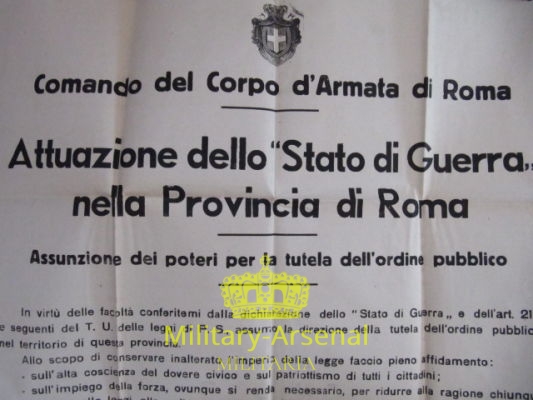 Comando del Corpo d'Armata di Roma
Attuazione dello "Stato di Guerra„
nella Provincia di Roma
Assunzione dei poteri per la tutela dell'ordine pubblico
In virtù delle facoltà conferitemi dalla dichiarazione dello "Stato di Guerra„ e dell'art. 21
e seguenti del T. U. delle leggi di P. S. assumo la direzione della tutela dell'ordine pubblico
nel territorio di questa provincia.
Military-Arsenal
Allo scopo di conservare inalterato l'imperio della legge faccio pieno affidamento:
MILITARIA
- sull'alta coscienza del dovere civico e sul patriottismo di tutti i cittadini;
- sull'impiego della forza, ovunque si renda necessario, per ridurre alla ragione chiunque